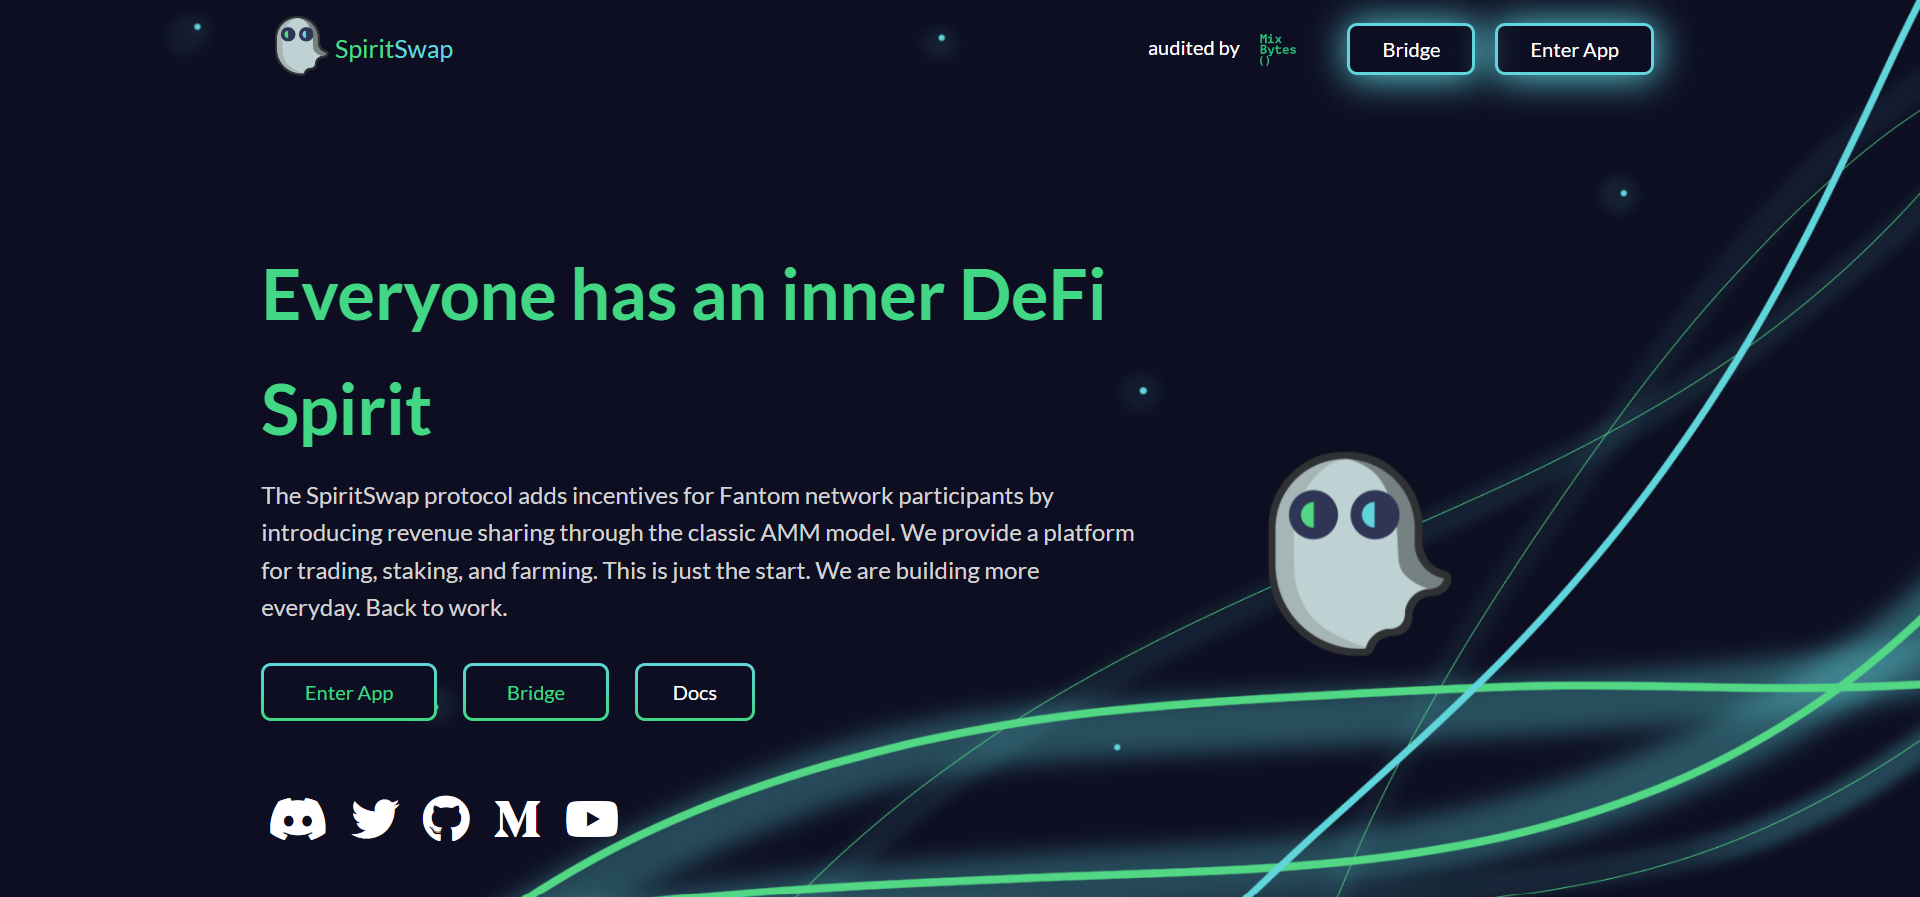 SpiritSwap
audited by
Mix
Bytes
()
Bridge
Enter App
Everyone has an inner DeFi
Spirit
The SpiritSwap protocol adds incentives for Fantom network participants by
introducing revenue sharing through the classic AMM model. We provide a platform
for trading, staking, and farming. This is just the start. We are building more
everyday. Back to work.
Enter App
Bridge
Docs